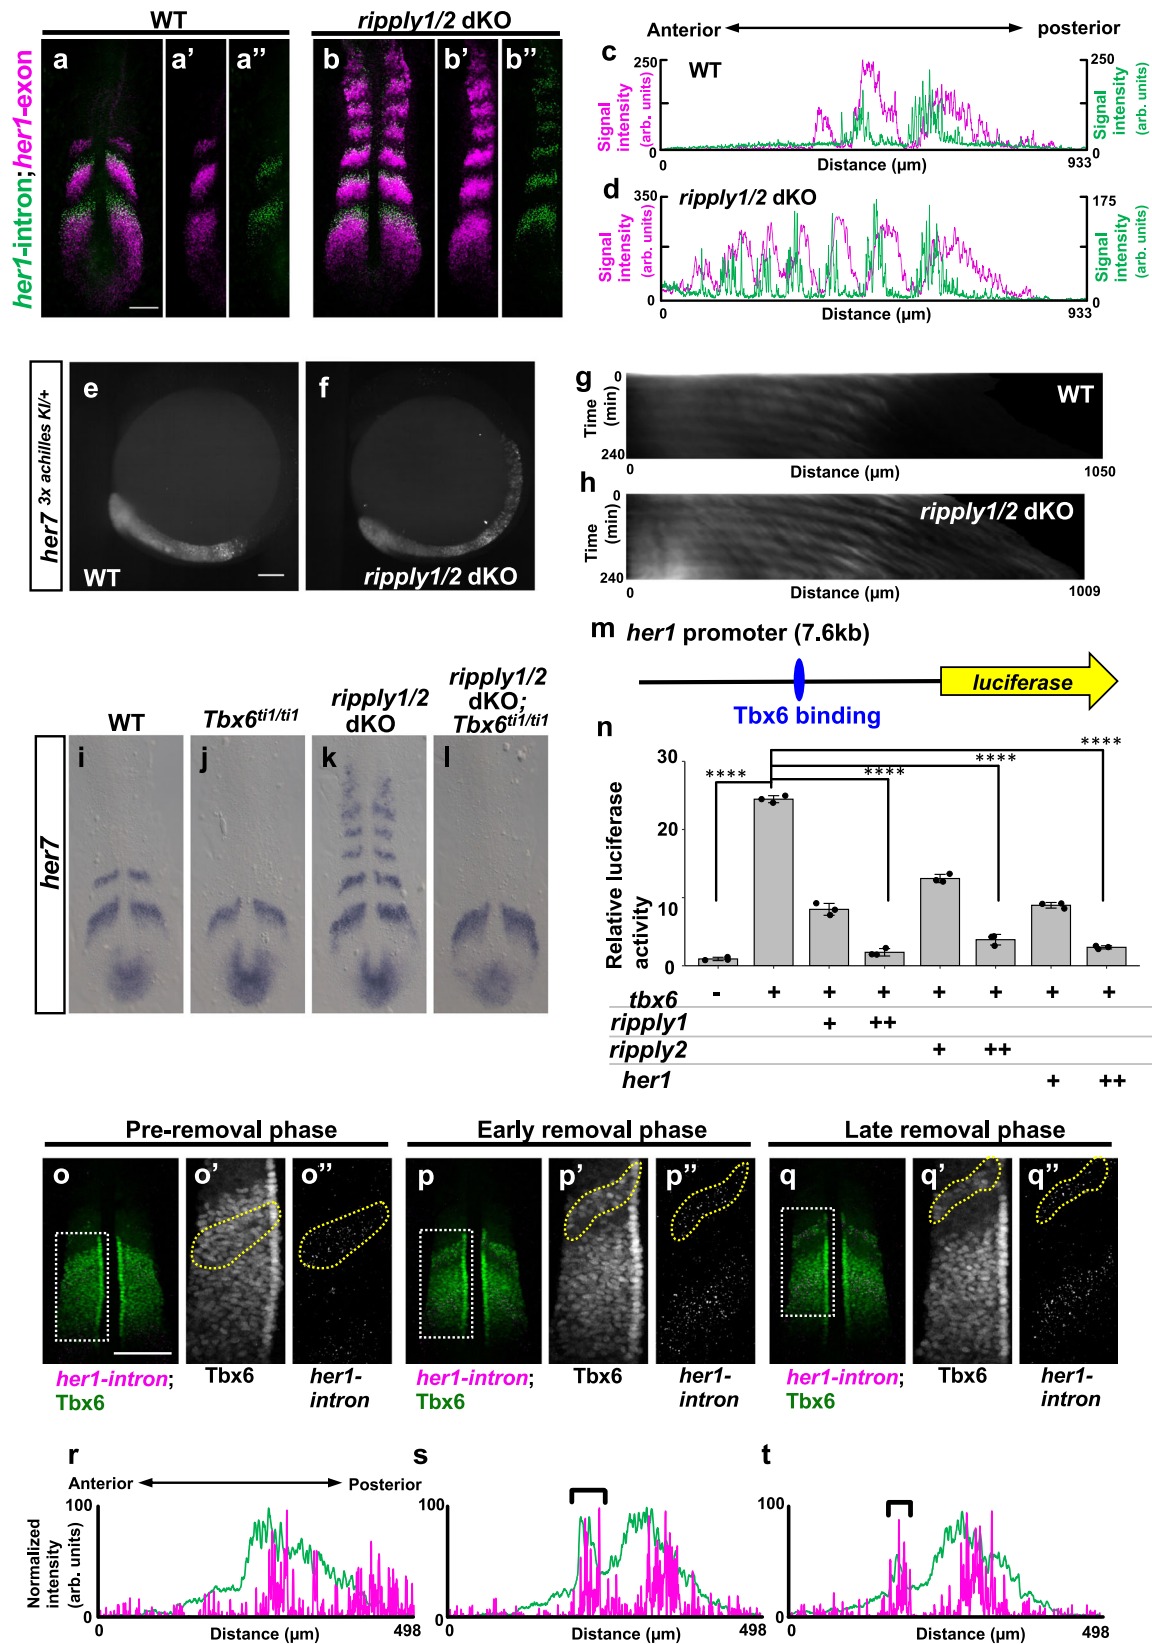 WT
ripply1/2 dKO
her1-intron;her1-exon
a
a'
a''
b
b'
b''
Anterior
posterior
c
WT
250
0
Signal
intensity
(arb. units)
250
0
Signal
intensity
(arb. units)
0
Distance (µm)
933
d
ripply1/2 dKO
350
0
Signal
intensity
(arb. units)
175
0
Signal
intensity
(arb. units)
0
Distance (µm)
933
her7 3x achilles KI/+
e
WT
f
ripply1/2 dKO
g
WT
0
Time
(min)
240
0
Distance (µm)
1050
h
ripply1/2 dKO
0
Time
(min)
240
0
Distance (µm)
1009
WT
Tbx6ti1/ti1
ripply1/2
dKO
ripply1/2
dKO;
Tbx6ti1/ti1
her7
i
j
k
l
m
her1 promoter (7.6kb)
luciferase
Tbx6 binding
n
****
****
****
****
30
20
10
0
Relative luciferase
activity
tbx6
-
+
+
+
+
+
+
+
ripply1
+
++
ripply2
+
++
her1
+
++
Pre-removal phase
Early removal phase
Late removal phase
o
o'
o''
p
p'
p''
q
q'
q''
her1-intron;
Tbx6
Tbx6
her1-
intron
her1-intron;
Tbx6
Tbx6
her1-
intron
her1-intron;
Tbx6
Tbx6
her1-
intron
r
s
t
Anterior
Posterior
Normalized
intensity
(arb. units)
100
0
0
Distance (µm)
498
100
0
0
Distance (µm)
498
100
0
0
Distance (µm)
498